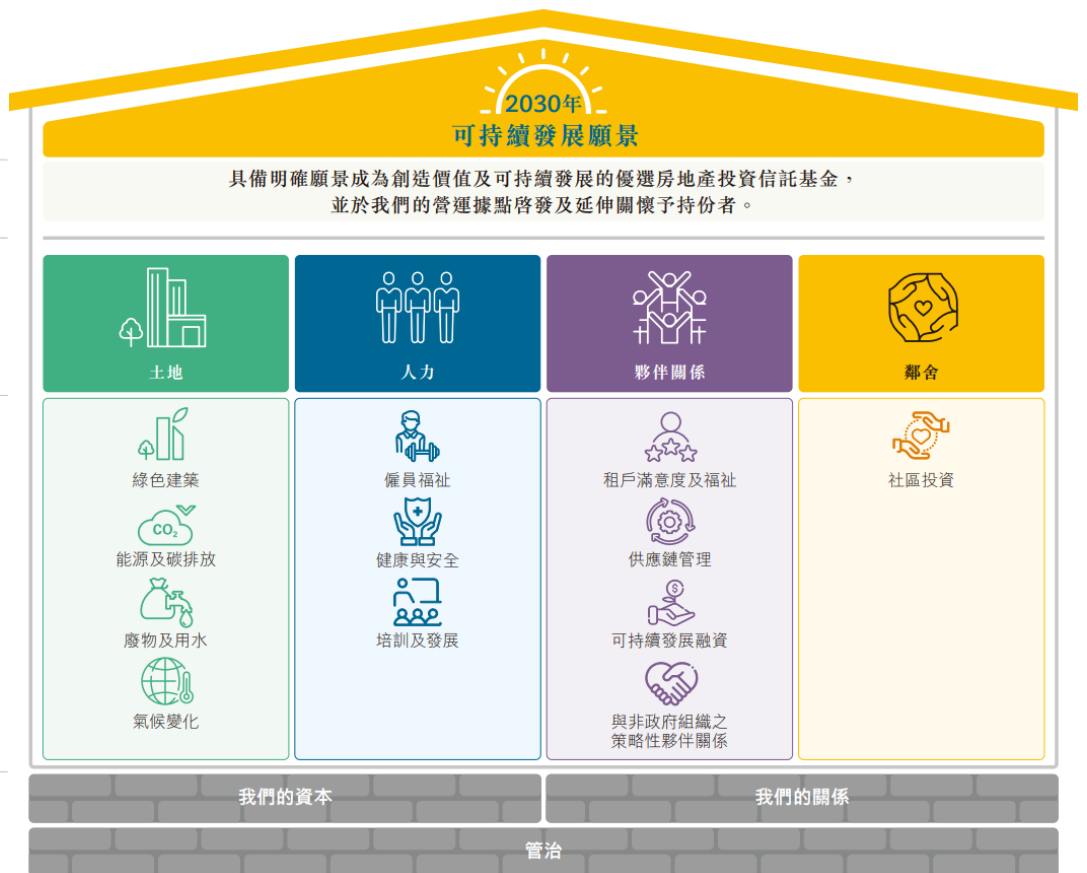 2030年
可持續發展願景
具備明確願景成為創造價值及可持續發展的優選房地產投資信託基金，
並於我們的營運據點啓發及延伸關懷予持份者。
土地
人力
夥伴關係
鄰舍
綠色建築
CO₂
能源及碳排放
廢物及用水
氣候變化
僱員福祉
健康與安全
培訓及發展
租戶滿意度及福祉
供應鏈管理
$
可持續發展融資
與非政府組織之
策略性夥伴關係
社區投資
我們的資本
我們的關係
管治